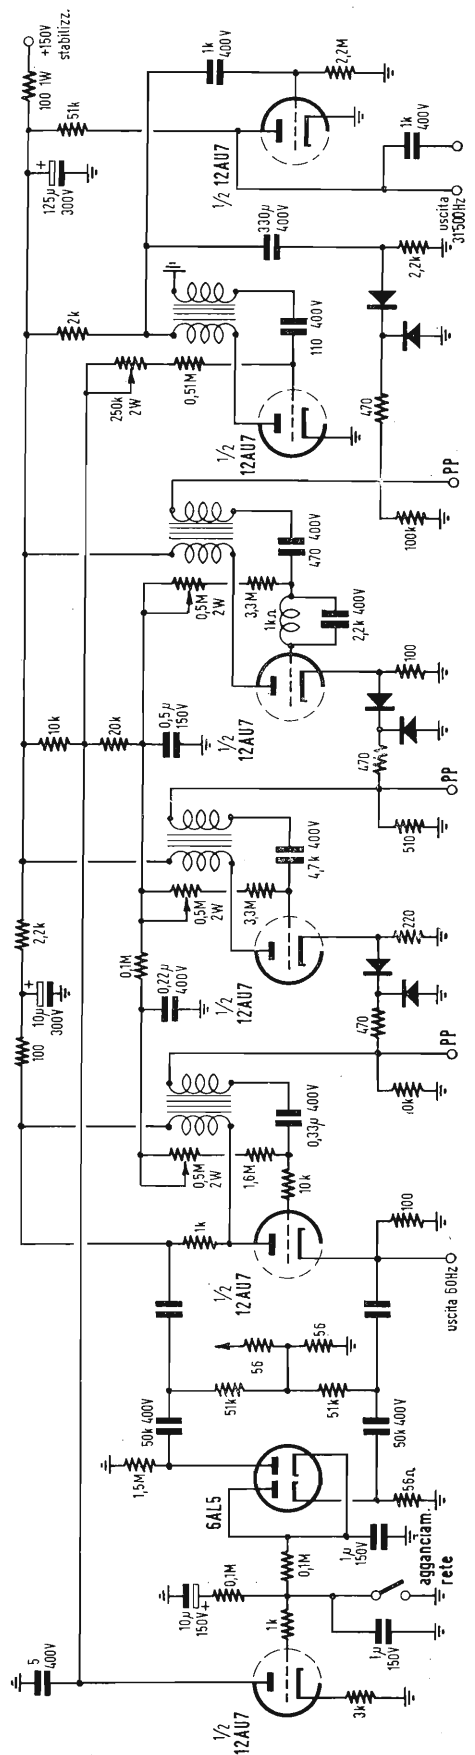 5
400V
1/2
12AU7
3k
1k
10µ
150V
+
0,1M
0,1M
1µ
150V
agganciam.
rete
1µ
150V
6AL5
1,5M
50k 400V
56Ω
50k 400V
51k
51k
56
56
1k
1/2
12AU7
100
uscita 60Hz
10k
0,5M
2W
1,6M
0,33µ 400V
100
10µ
300V
+
2,2k
0,1M
0,22µ
400V
1/2
12AU7
PP
470
220
0,5M
2W
3,3M
4,7k 400V
10k
20k
0,5µ
150V
1/2
12AU7
PP
510
470
100
0,5M
2W
3,3M
1kΩ
2,2k 400V
470
400V
PP
1/2
12AU7
100k
470
250k
2W
0,51M
110
400V
2k
330µ
400V
2,2k
125µ
300V
+
51k
100 1W
+150V
stabilizz.
1/2 12AU7
1k
400V
2,2M
1k
400V
uscita
31500Hz